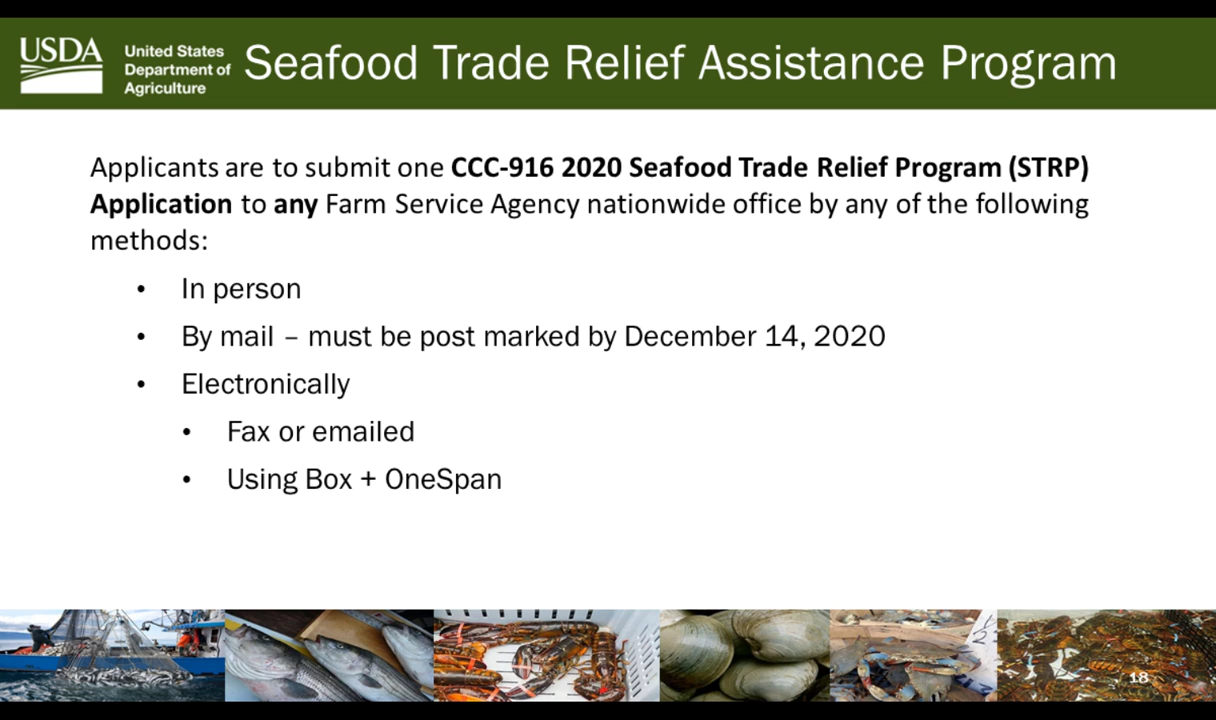 USDA
United States
Department of
Agriculture
Seafood Trade Relief Assistance Program
Applicants are to submit one CCC-916 2020 Seafood Trade Relief Program (STRP)
Application to any Farm Service Agency nationwide office by any of the following
methods:
• In person
• By mail – must be post marked by December 14, 2020
• Electronically
• Fax or emailed
• Using Box + OneSpan
18